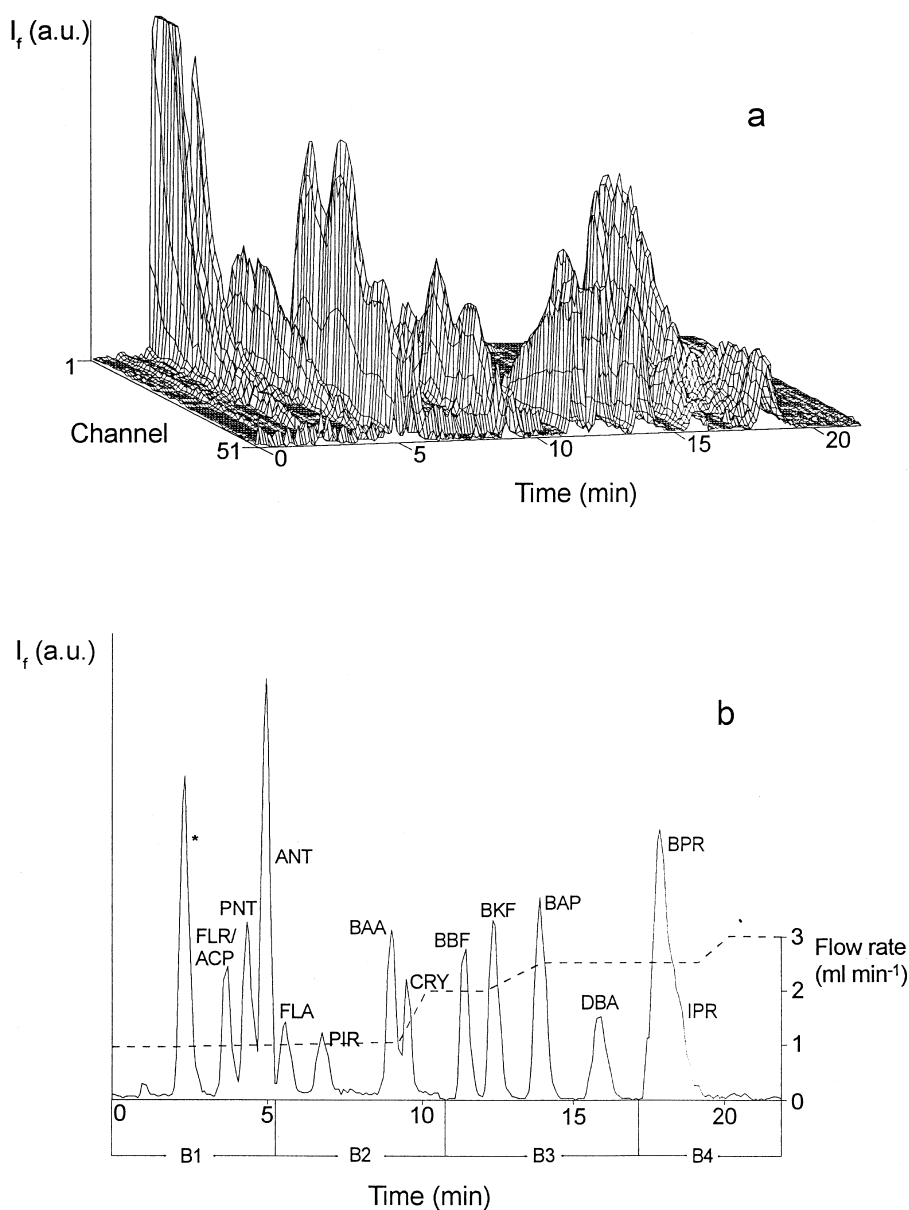 I_f (a.u.)
a
1
Channel
51
0
5
10
15
20
Time (min)
I_f (a.u.)
b
*
ANT
PNT
FLR/
ACP
FLA
PIR
BAA
CRY
BBF
BKF
BAP
DBA
BPR
IPR
3
2
1
0
Flow rate
(ml min⁻¹)
0
5
10
15
20
B1
B2
B3
B4
Time (min)